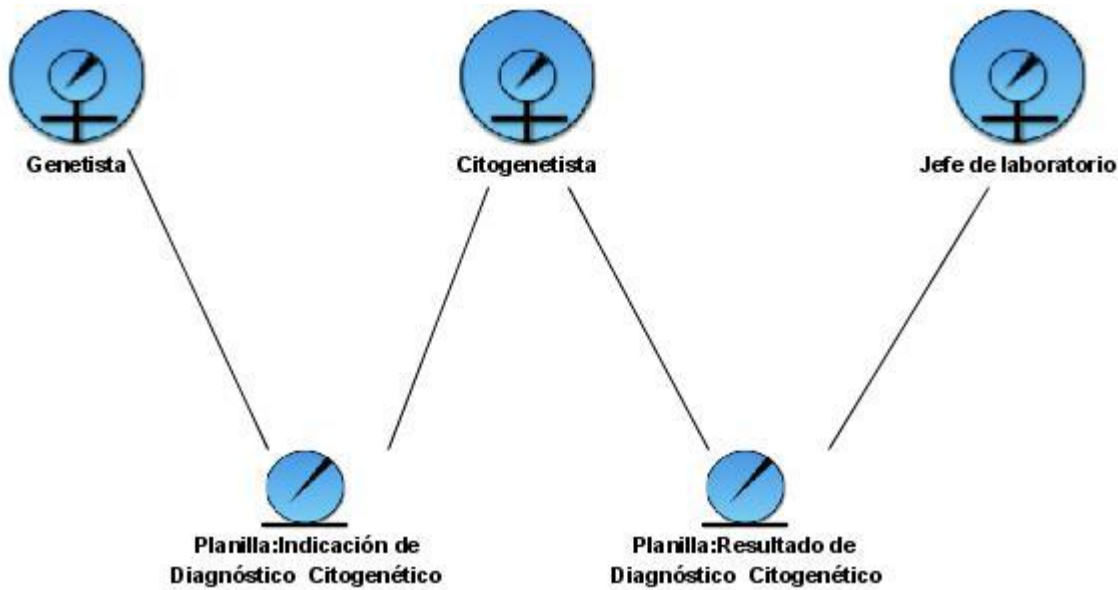 Genetista
Citogenetista
Jefe de laboratorio
Planilla:Indicación de
Diagnóstico Citogenético
Planilla:Resultado de
Diagnóstico Citogenético